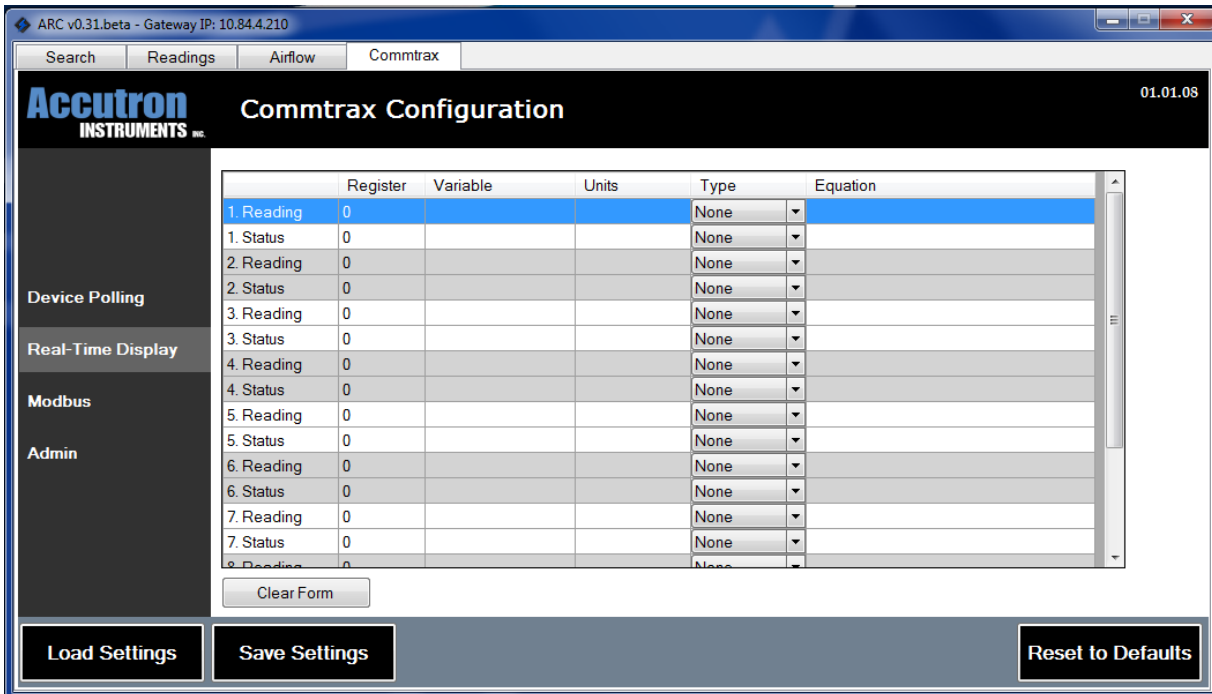 ARC v0.31.beta - Gateway IP: 10.84.4.210
Search Readings Airflow Commtrax
Accutron
INSTRUMENTS INC.
Commtrax Configuration
01.01.08
Device Polling
Real-Time Display
Modbus
Admin
Register Variable Units Type Equation
1. Reading 0 None
1. Status 0 None
2. Reading 0 None
2. Status 0 None
3. Reading 0 None
3. Status 0 None
4. Reading 0 None
4. Status 0 None
5. Reading 0 None
5. Status 0 None
6. Reading 0 None
6. Status 0 None
7. Reading 0 None
7. Status 0 None
8. Reading 0 None
Clear Form
Load Settings Save Settings Reset to Defaults